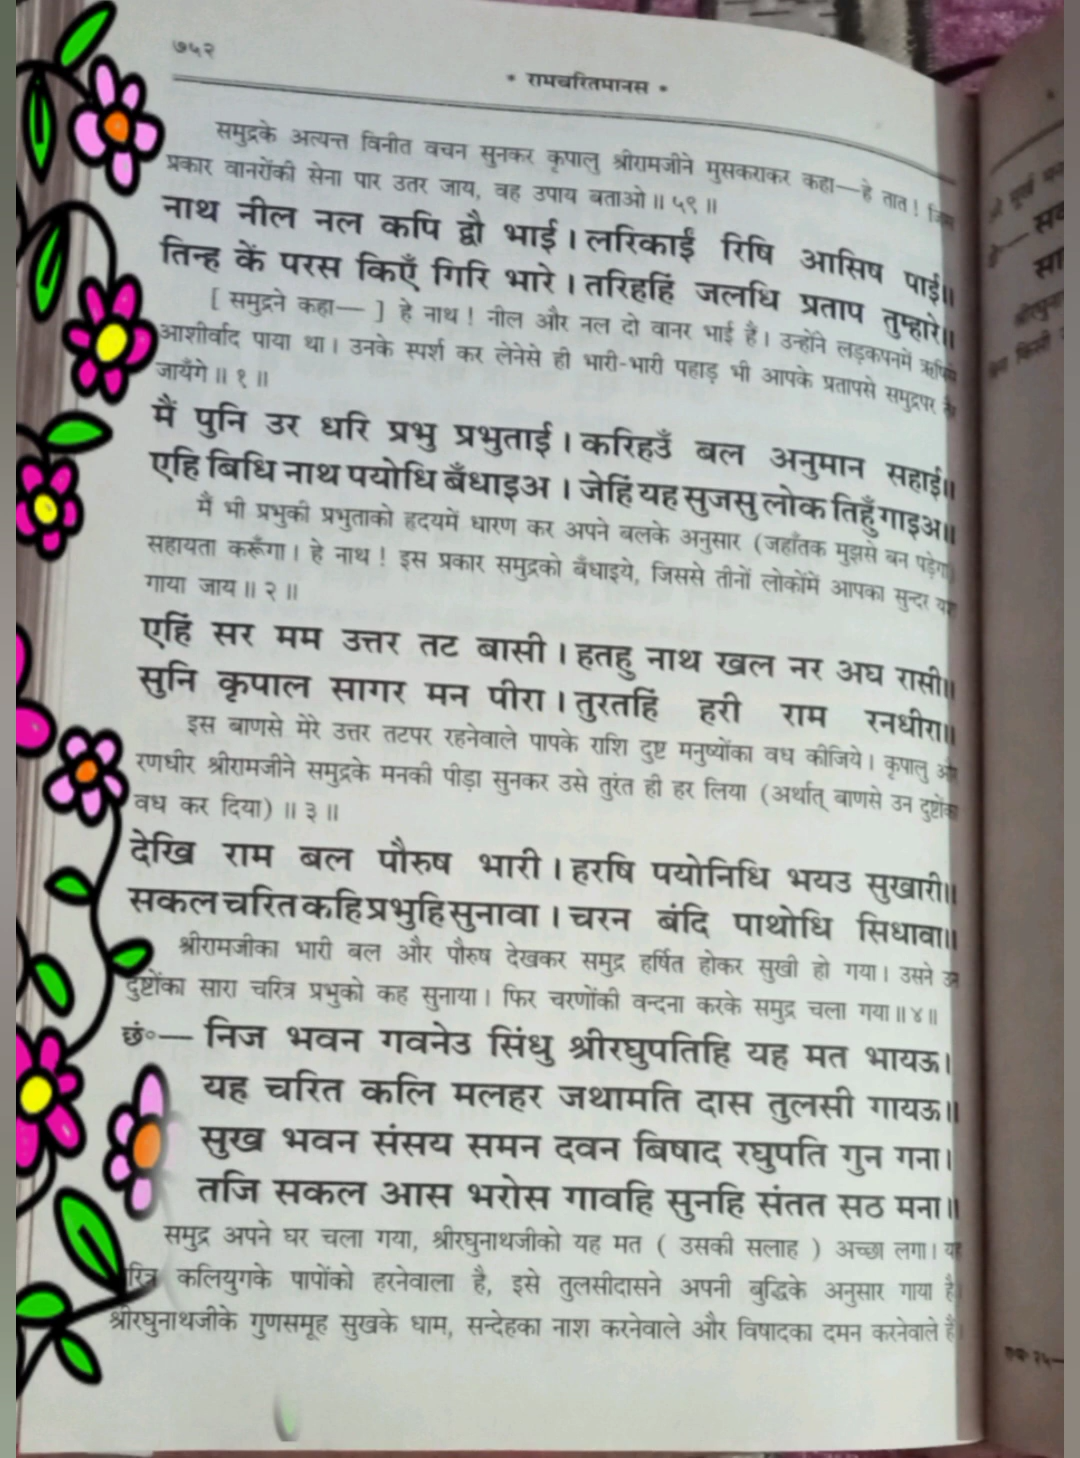 ७५२
* रामचरितमानस *
समुद्रके अत्यन्त विनीत वचन सुनकर कृपालु श्रीरामजीने मुसकराकर कहा—हे तात!
प्रकार वानरोंकी सेना पार उतर जाय, वह उपाय बताओ॥ ५९॥
नाथ नील नल कपि द्वौ भाई। लरिकाईं रिषि आसिष पाई॥
तिन्ह कें परस किएँ गिरि भारे। तरिहहिं जलधि प्रताप तुम्हारे॥
[ समुद्रने कहा— ] हे नाथ! नील और नल दो वानर भाई हैं। उन्होंने लड़कपनमें
आशीर्वाद पाया था। उनके स्पर्श कर लेनेसे ही भारी-भारी पहाड़ भी आपके प्रतापसे समुद्रपर
जायँगे॥ १॥
मैं पुनि उर धरि प्रभु प्रभुताई। करिहउँ बल अनुमान सहाई॥
एहि बिधि नाथ पयोधि बँधाइअ। जेहिं यह सुजसु लोक तिहुँ गाइअ॥
मैं भी प्रभुकी प्रभुताको हृदयमें धारण कर अपने बलके अनुसार (जहाँतक मुझसे बन पड़ेगा)
सहायता करूँगा। हे नाथ! इस प्रकार समुद्रको बँधाइये, जिससे तीनों लोकोंमें आपका सुन्दर
गाया जाय॥ २॥
एहिं सर मम उत्तर तट बासी। हतहु नाथ खल नर अघ रासी॥
सुनि कृपाल सागर मन पीरा। तुरतहिं हरी राम रनधीरा॥
इस बाणसे मेरे उत्तर तटपर रहनेवाले पापके राशि दुष्ट मनुष्योंका वध कीजिये। कृपालु और
रणधीर श्रीरामजीने समुद्रके मनकी पीड़ा सुनकर उसे तुरंत ही हर लिया (अर्थात् बाणसे उन दुष्टोंका
वध कर दिया)॥ ३॥
देखि राम बल पौरुष भारी। हरषि पयोनिधि भयउ सुखारी॥
सकल चरित कहि प्रभुहि सुनावा। चरन बंदि पाथोधि सिधावा॥
श्रीरामजीका भारी बल और पौरुष देखकर समुद्र हर्षित होकर सुखी हो गया। उसने उन
दुष्टोंका सारा चरित्र प्रभुको कह सुनाया। फिर चरणोंकी वन्दना करके समुद्र चला गया॥४॥
छं०— निज भवन गवनेउ सिंधु श्रीरघुपतिहि यह मत भायऊ।
यह चरित कलि मलहर जथामति दास तुलसी गायऊ॥
सुख भवन संसय समन दवन बिषाद रघुपति गुन गना।
तजि सकल आस भरोस गावहि सुनहि संतत सठ मना॥
समुद्र अपने घर चला गया, श्रीरघुनाथजीको यह मत ( उसकी सलाह ) अच्छा लगा। यह
कलियुगके पापोंको हरनेवाला है, इसे तुलसीदासने अपनी बुद्धिके अनुसार गाया है।
श्रीरघुनाथजीके गुणसमूह सुखके धाम, सन्देहका नाश करनेवाले और विषादका दमन करनेवाले हैं।